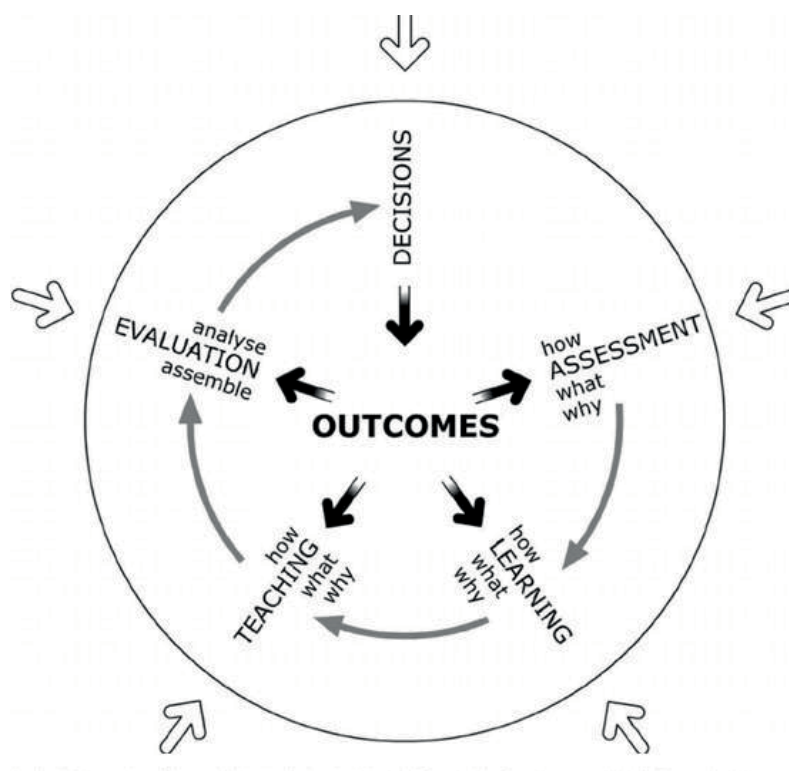 DECISIONS
how
ASSESSMENT
what
why
analyse
EVALUATION
assemble
OUTCOMES
how
TEACHING
what
why
how
LEARNING
what
why